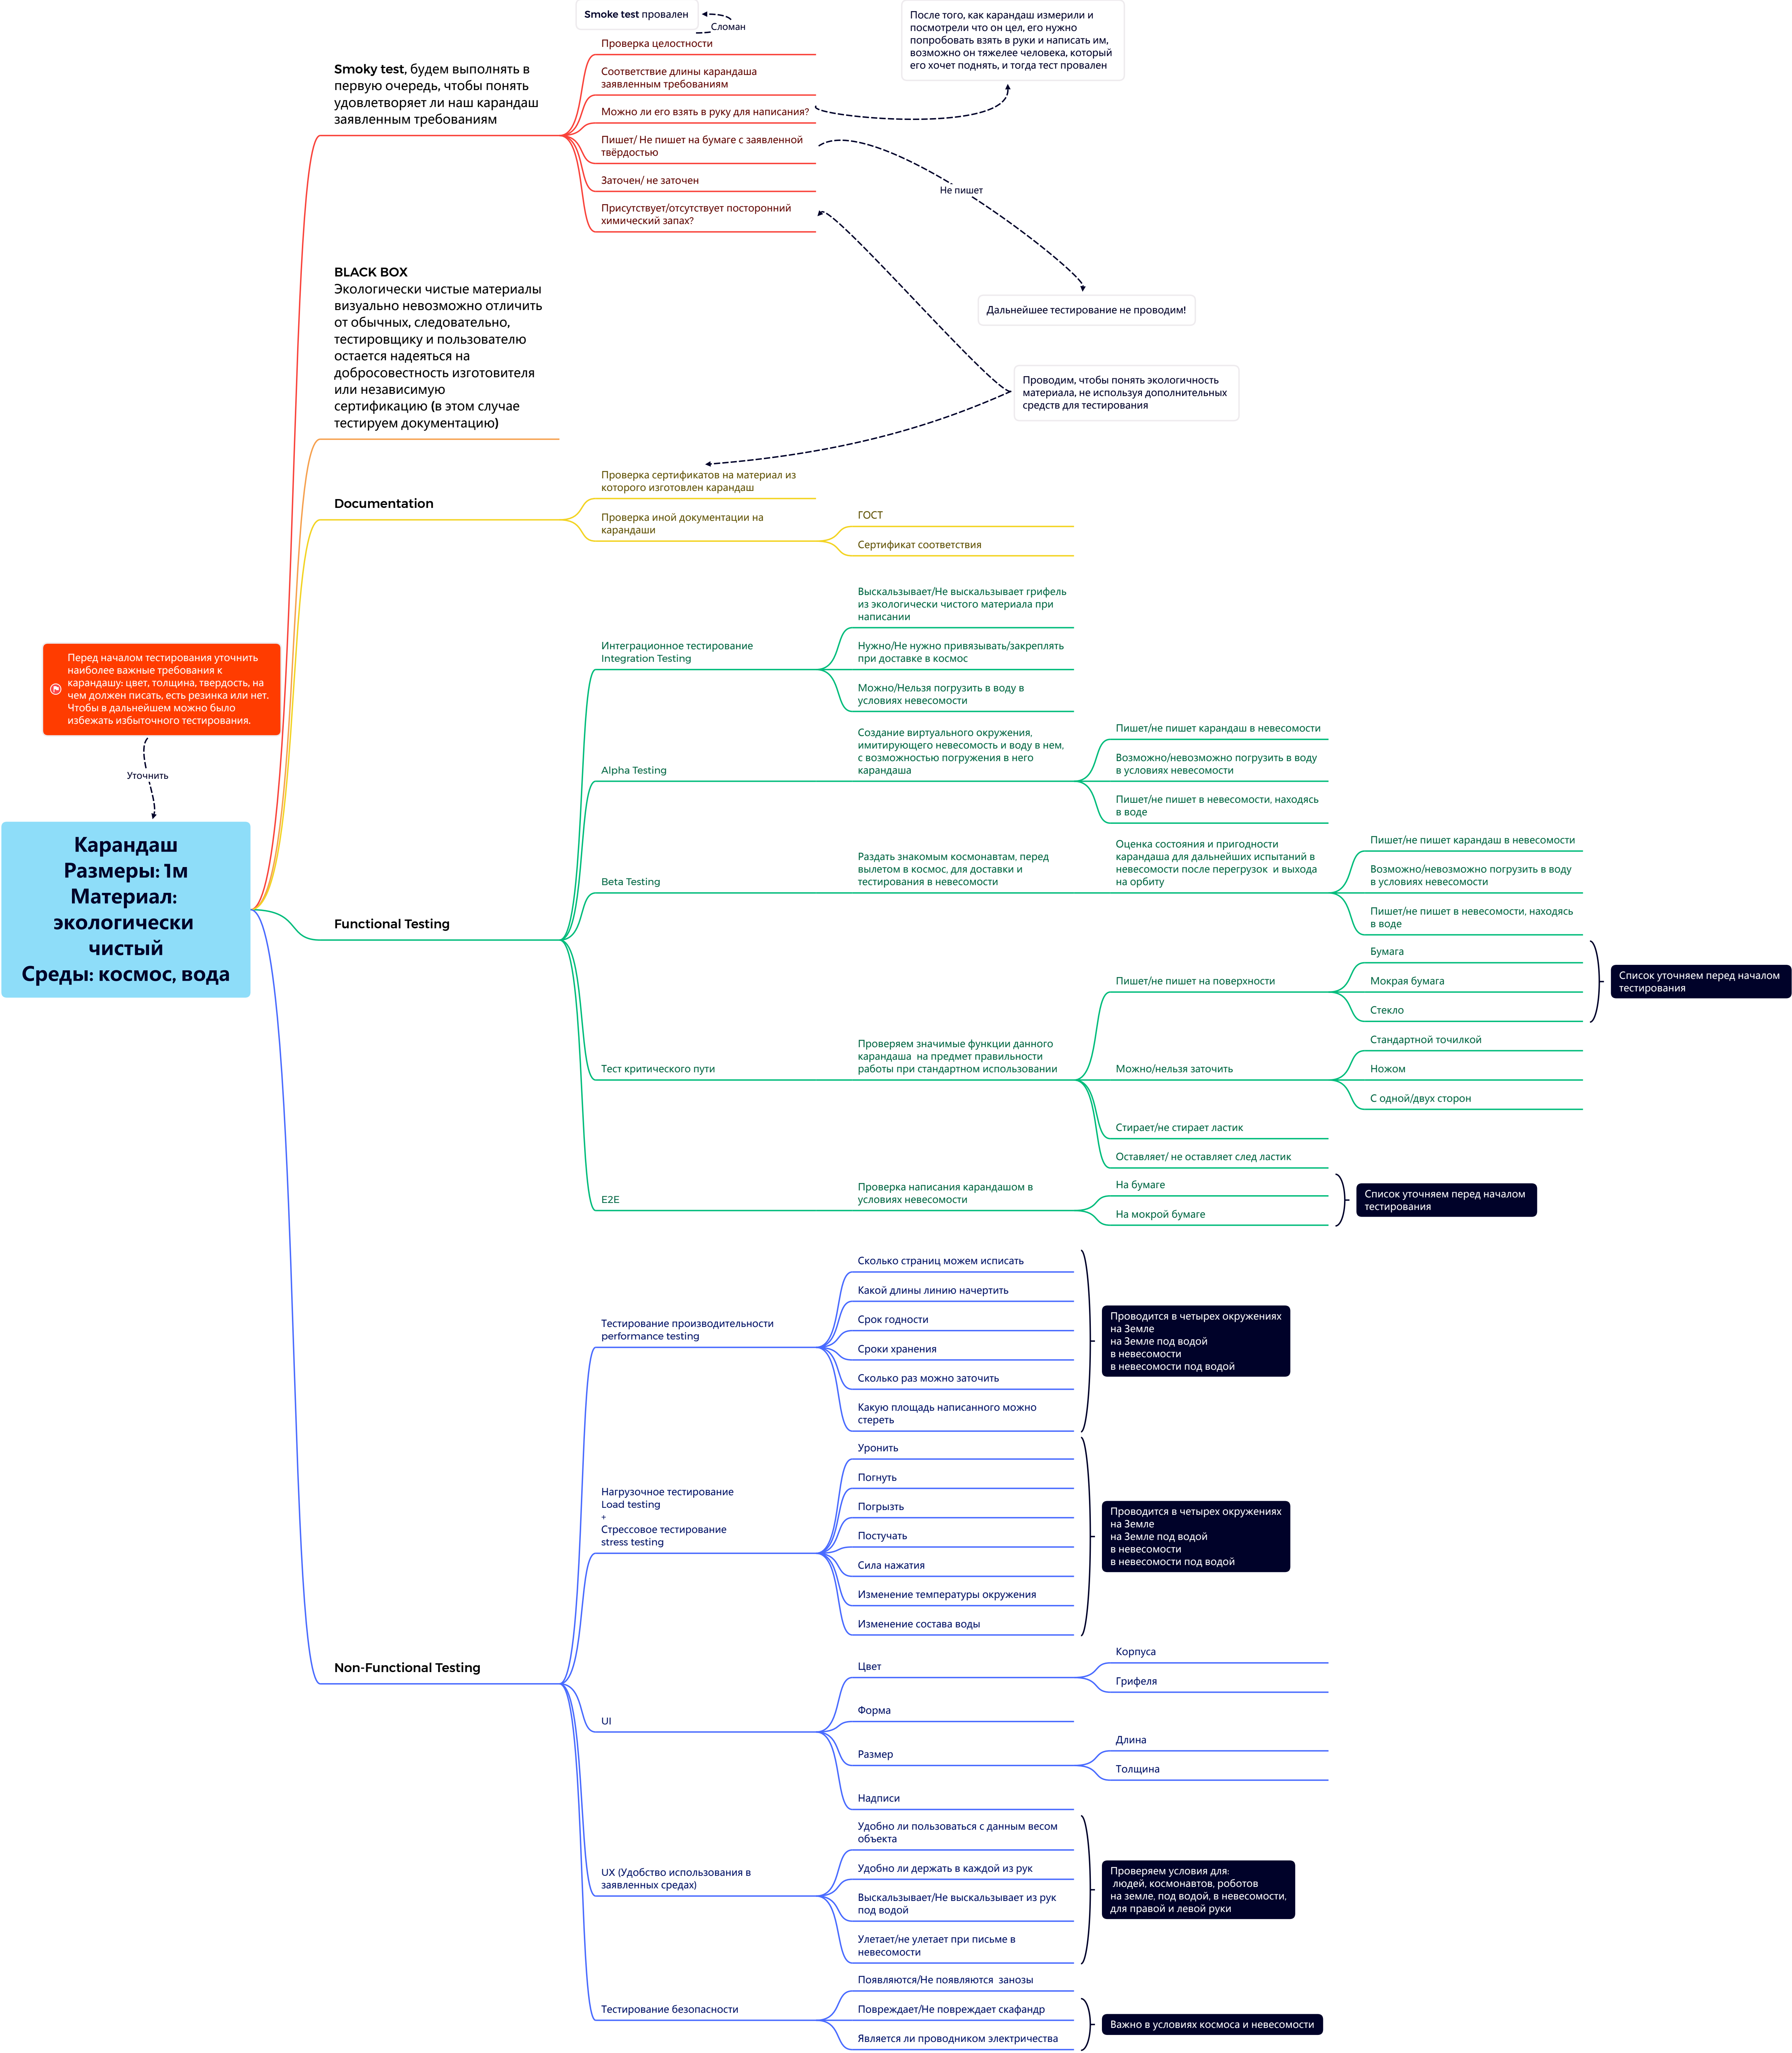 Smoke test провален
Сломан
После того, как карандаш измерили и
посмотрели что он цел, его нужно
попробовать взять в руки и написать им,
возможно он тяжелее человека, который
его хочет поднять, и тогда тест провален
Smoky test, будем выполнять в
первую очередь, чтобы понять
удовлетворяет ли наш карандаш
заявленным требованиям
Проверка целостности
Соответствие длины карандаша
заявленным требованиям
Можно ли его взять в руку для написания?
Пишет/ Не пишет на бумаге с заявленной
твёрдостью
Заточен/ не заточен
Присутствует/отсутствует посторонний
химический запах?
Не пишет
Дальнейшее тестирование не проводим!
Проводим, чтобы понять экологичность
материала, не используя дополнительных
средств для тестирования
BLACK BOX
Экологически чистые материалы
визуально невозможно отличить
от обычных, следовательно,
тестировщику и пользователю
остается надеяться на
добросовестность изготовителя
или независимую
сертификацию (в этом случае
тестируем документацию)
Documentation
Проверка сертификатов на материал из
которого изготовлен карандаш
Проверка иной документации на
карандаши
ГОСТ
Сертификат соответствия
Перед началом тестирования уточнить
наиболее важные требования к
карандашу: цвет, толщина, твердость, на
чем должен писать, есть резинка или нет.
Чтобы в дальнейшем можно было
избежать избыточного тестирования.
Уточнить
Карандаш
Размеры: 1м
Материал:
экологически
чистый
Среды: космос, вода
Functional Testing
Интеграционное тестирование
Integration Testing
Выскальзывает/Не выскальзывает грифель
из экологически чистого материала при
написании
Нужно/Не нужно привязывать/закреплять
при доставке в космос
Можно/Нельзя погрузить в воду в
условиях невесомости
Alpha Testing
Создание виртуального окружения,
имитирующего невесомость и воду в нем,
с возможностью погружения в него
карандаша
Пишет/не пишет карандаш в невесомости
Возможно/невозможно погрузить в воду
в условиях невесомости
Пишет/не пишет в невесомости, находясь
в воде
Beta Testing
Раздать знакомым космонавтам, перед
вылетом в космос, для доставки и
тестирования в невесомости
Оценка состояния и пригодности
карандаша для дальнейших испытаний в
невесомости после перегрузок  и выхода
на орбиту
Пишет/не пишет карандаш в невесомости
Возможно/невозможно погрузить в воду
в условиях невесомости
Пишет/не пишет в невесомости, находясь
в воде
Тест критического пути
Проверяем значимые функции данного
карандаша  на предмет правильности
работы при стандартном использовании
Пишет/не пишет на поверхности
Бумага
Мокрая бумага
Стекло
Список уточняем перед началом
тестирования
Можно/нельзя заточить
Стандартной точилкой
Ножом
С одной/двух сторон
Стирает/не стирает ластик
Оставляет/ не оставляет след ластик
E2E
Проверка написания карандашом в
условиях невесомости
На бумаге
На мокрой бумаге
Список уточняем перед началом
тестирования
Non-Functional Testing
Тестирование производительности
performance testing
Сколько страниц можем исписать
Какой длины линию начертить
Срок годности
Сроки хранения
Сколько раз можно заточить
Какую площадь написанного можно
стереть
Проводится в четырех окружениях
на Земле
на Земле под водой
в невесомости
в невесомости под водой
Нагрузочное тестирование
Load testing
+
Стрессовое тестирование
stress testing
Уронить
Погнуть
Погрызть
Постучать
Сила нажатия
Изменение температуры окружения
Изменение состава воды
Проводится в четырех окружениях
на Земле
на Земле под водой
в невесомости
в невесомости под водой
UI
Цвет
Корпуса
Грифеля
Форма
Размер
Длина
Толщина
Надписи
UX (Удобство использования в
заявленных средах)
Удобно ли пользоваться с данным весом
объекта
Удобно ли держать в каждой из рук
Выскальзывает/Не выскальзывает из рук
под водой
Улетает/не улетает при письме в
невесомости
Проверяем условия для:
людей, космонавтов, роботов
на земле, под водой, в невесомости,
для правой и левой руки
Тестирование безопасности
Появляются/Не появляются  занозы
Повреждает/Не повреждает скафандр
Является ли проводником электричества
Важно в условиях космоса и невесомости